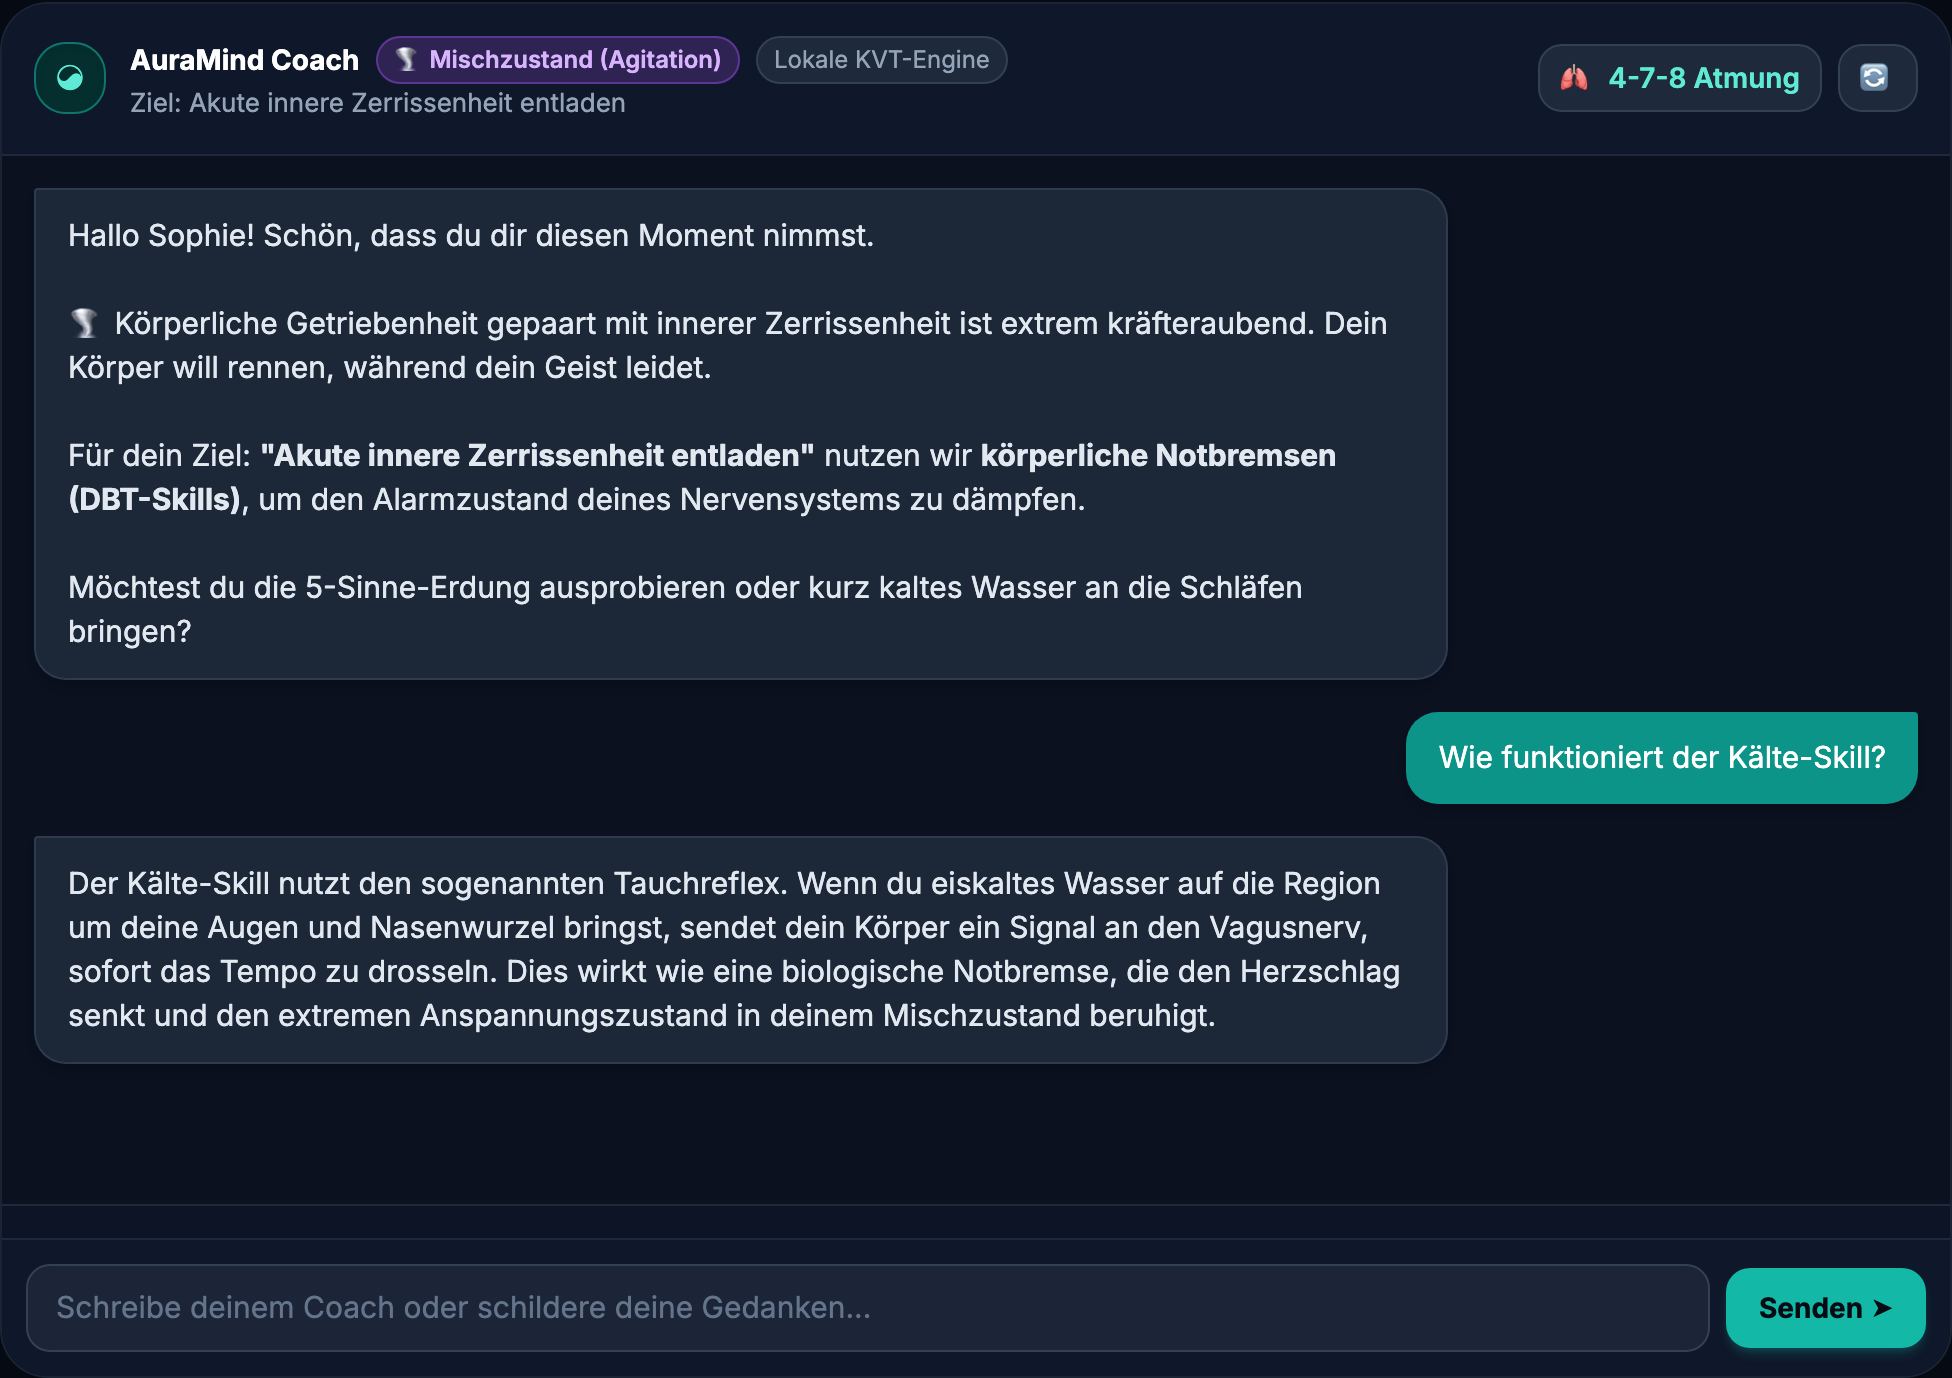 AuraMind Coach
🌪️ Mischzustand (Agitation)
Lokale KVT-Engine
Ziel: Akute innere Zerrissenheit entladen
🫁 4-7-8 Atmung
Hallo Sophie! Schön, dass du dir diesen Moment nimmst.
🌪️ Körperliche Getriebenheit gepaart mit innerer Zerrissenheit ist extrem kräfteraubend. Dein
Körper will rennen, während dein Geist leidet.
Für dein Ziel: "Akute innere Zerrissenheit entladen" nutzen wir körperliche Notbremsen
(DBT-Skills), um den Alarmzustand deines Nervensystems zu dämpfen.
Möchtest du die 5-Sinne-Erdung ausprobieren oder kurz kaltes Wasser an die Schläfen
bringen?
Wie funktioniert der Kälte-Skill?
Der Kälte-Skill nutzt den sogenannten Tauchreflex. Wenn du eiskaltes Wasser auf die Region
um deine Augen und Nasenwurzel bringst, sendet dein Körper ein Signal an den Vagusnerv,
sofort das Tempo zu drosseln. Dies wirkt wie eine biologische Notbremse, die den Herzschlag
senkt und den extremen Anspannungszustand in deinem Mischzustand beruhigt.
Schreibe deinem Coach oder schildere deine Gedanken...
Senden ➤